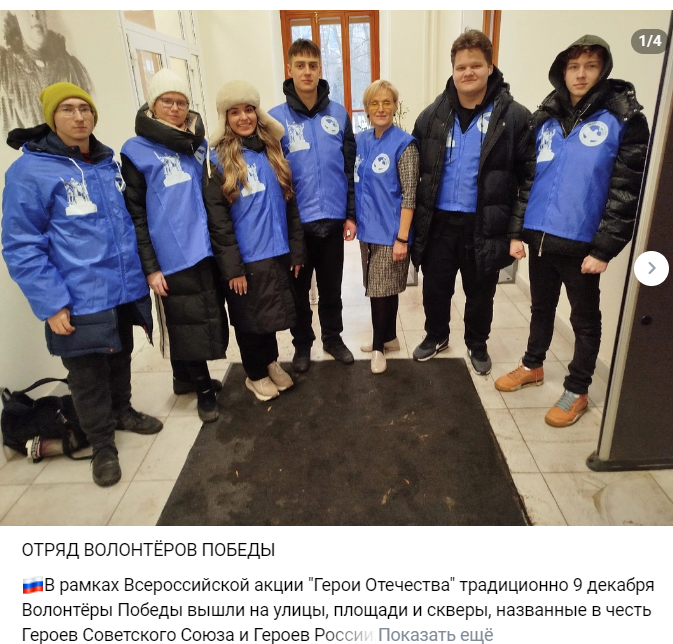 1/4
ОТРЯД ВОЛОНТЁРОВ ПОБЕДЫ
🇷🇺В рамках Всероссийской акции "Герои Отечества" традиционно 9 декабря
Волонтёры Победы вышли на улицы, площади и скверы, названные в честь
Героев Советского Союза и Героев России Показать ещё